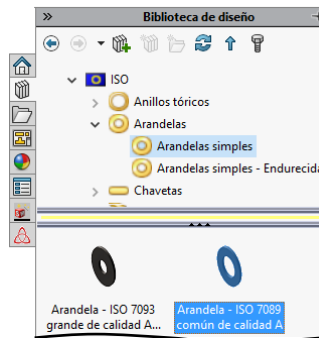 Biblioteca de diseño
ISO
Anillos tóricos
Arandelas
Arandelas simples
Arandelas simples - Endurecida
Chavetas
Arandela - ISO 7093
grande de calidad A...
Arandela - ISO 7089
común de calidad A